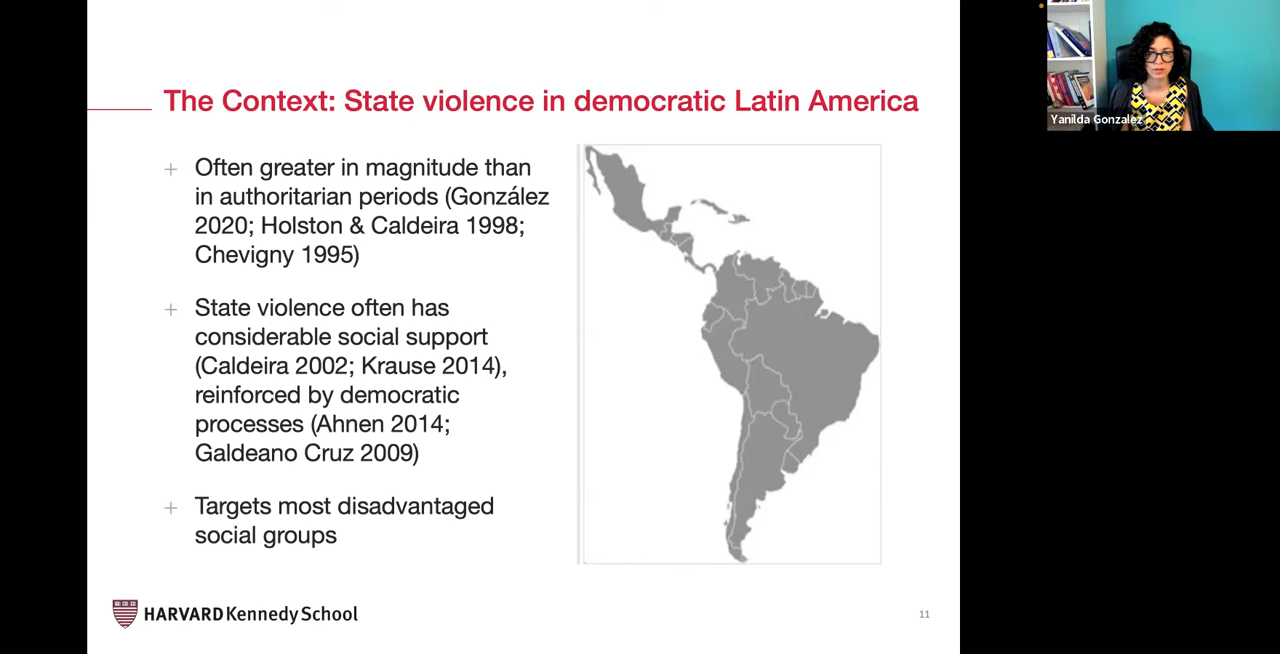 The Context: State violence in democratic Latin America
+ Often greater in magnitude than
in authoritarian periods (González
2020; Holston & Caldeira 1998;
Chevigny 1995)
+ State violence often has
considerable social support
(Caldeira 2002; Krause 2014),
reinforced by democratic
processes (Ahnen 2014;
Galdeano Cruz 2009)
+ Targets most disadvantaged
social groups
HARVARD Kennedy School
11
Yanilda Gonzalez